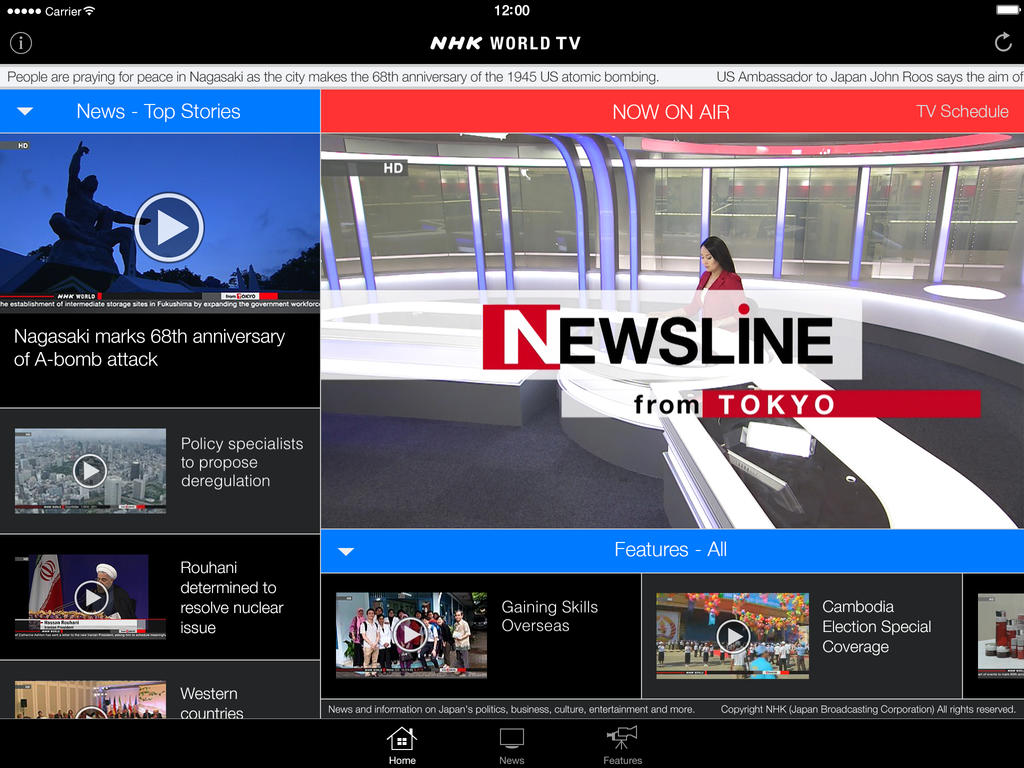 Carrier
12:00
NHK WORLD TV
People are praying for peace in Nagasaki as the city makes the 68th anniversary of the 1945 US atomic bombing.
US Ambassador to Japan John Roos says the aim of
News - Top Stories
HD
NHK WORLD
from TOKYO
he establishment of intermediate storage sites in Fukushima by expanding the government workforc
Nagasaki marks 68th anniversary
of A-bomb attack
Policy specialists
to propose
deregulation
Hassan Rouhani
Iranian President
Rouhani
determined to
resolve nuclear
issue
Western
countries
NOW ON AIR
TV Schedule
HD
NEWSLINE
from TOKYO
Features - All
Gaining Skills
Overseas
Cambodia
Election Special
Coverage
News and information on Japan's politics, business, culture, entertainment and more.
Copyright NHK (Japan Broadcasting Corporation) All rights reserved.
Home
News
Features